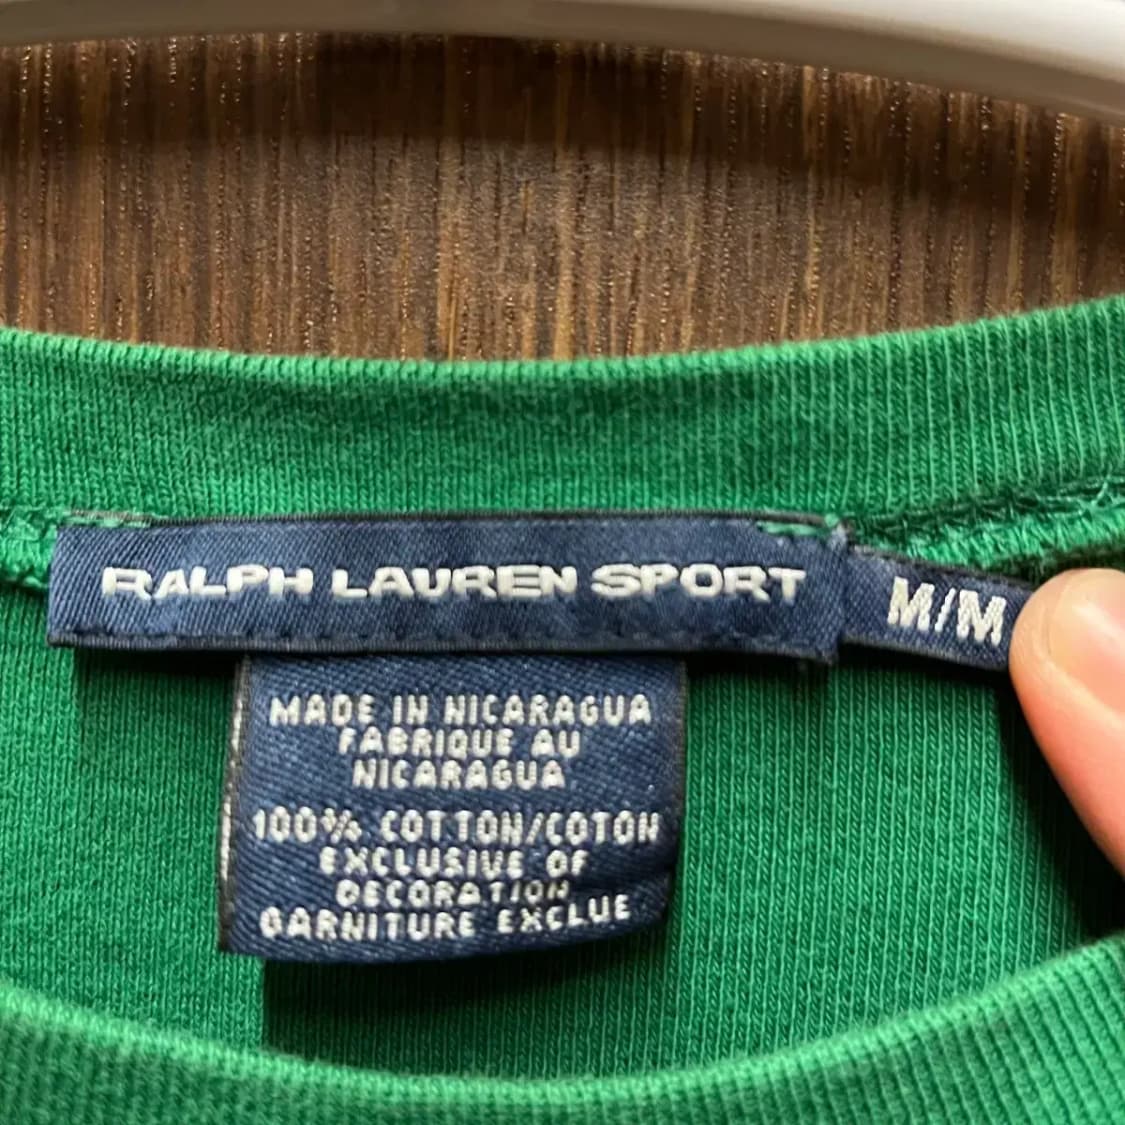 RALPH LAUREN SPORT
M/M
MADE IN NICARAGUA
FABRIQUE AU
NICARAGUA
100% COTTON/COTON
EXCLUSIVE OF
DECORATION
GARNITURE EXCLUE